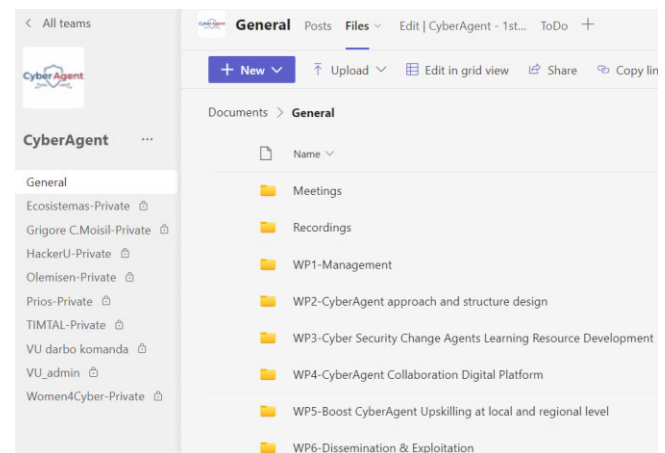 < All teams
CyberAgent
CyberAgent
General
Ecosistemas-Private
Grigore C.Moisil-Private
HackerU-Private
Olemisen-Private
Prios-Private
TIMTAL-Private
VU darbo komanda
VU_admin
Women4Cyber-Private
General Posts Files Edit | CyberAgent - 1st... ToDo +
+ New Upload Edit in grid view Share Copy lin
Documents > General
Name
Meetings
Recordings
WP1-Management
WP2-CyberAgent approach and structure design
WP3-Cyber Security Change Agents Learning Resource Development
WP4-CyberAgent Collaboration Digital Platform
WP5-Boost CyberAgent Upskilling at local and regional level
WP6-Dissemination & Exploitation